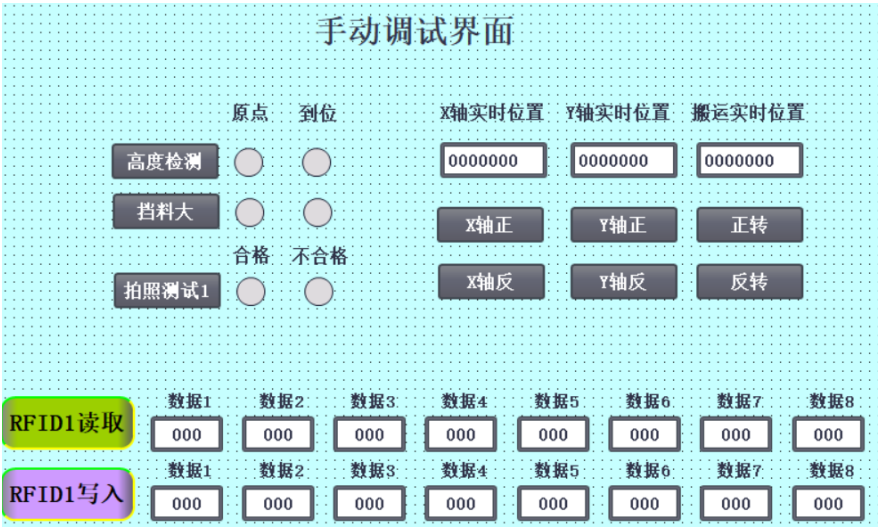 手动调试界面
原点 到位 X轴实时位置 Y轴实时位置 搬运实时位置
高度检测 0000000 0000000 0000000
挡料大 X轴正 Y轴正 正转
合格 不合格
拍照测试1 X轴反 Y轴反 反转
数据1 数据2 数据3 数据4 数据5 数据6 数据7 数据8
RFID1读取 000 000 000 000 000 000 000 000
数据1 数据2 数据3 数据4 数据5 数据6 数据7 数据8
RFID1写入 000 000 000 000 000 000 000 000